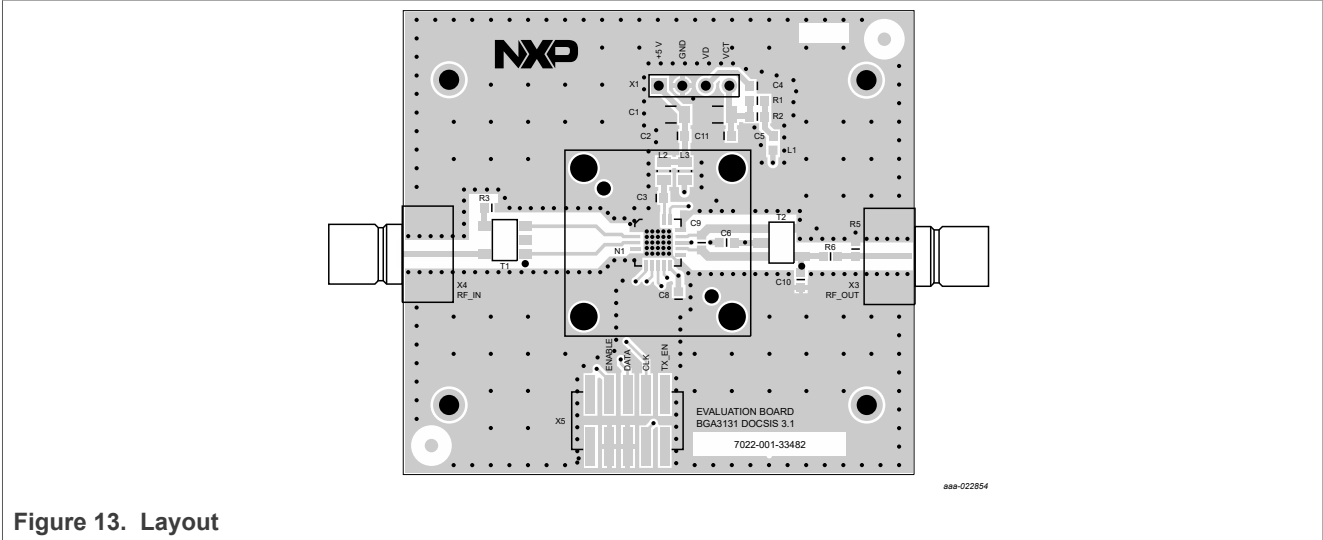 NXP
+5 V
GND
VD
VCT
X1
C4
R1
C1
R2
C2
C11
C5
L1
L2
L3
C3
R3
C9
T2
C6
R5
N1
R6
T1
C10
C8
X4
RF_IN
X3
RF_OUT
ENABLE
DATA
CLK
TX_EN
X5
EVALUATION BOARD
BGA3131 DOCSIS 3.1
7022-001-33482
aaa-022854
Figure 13. Layout